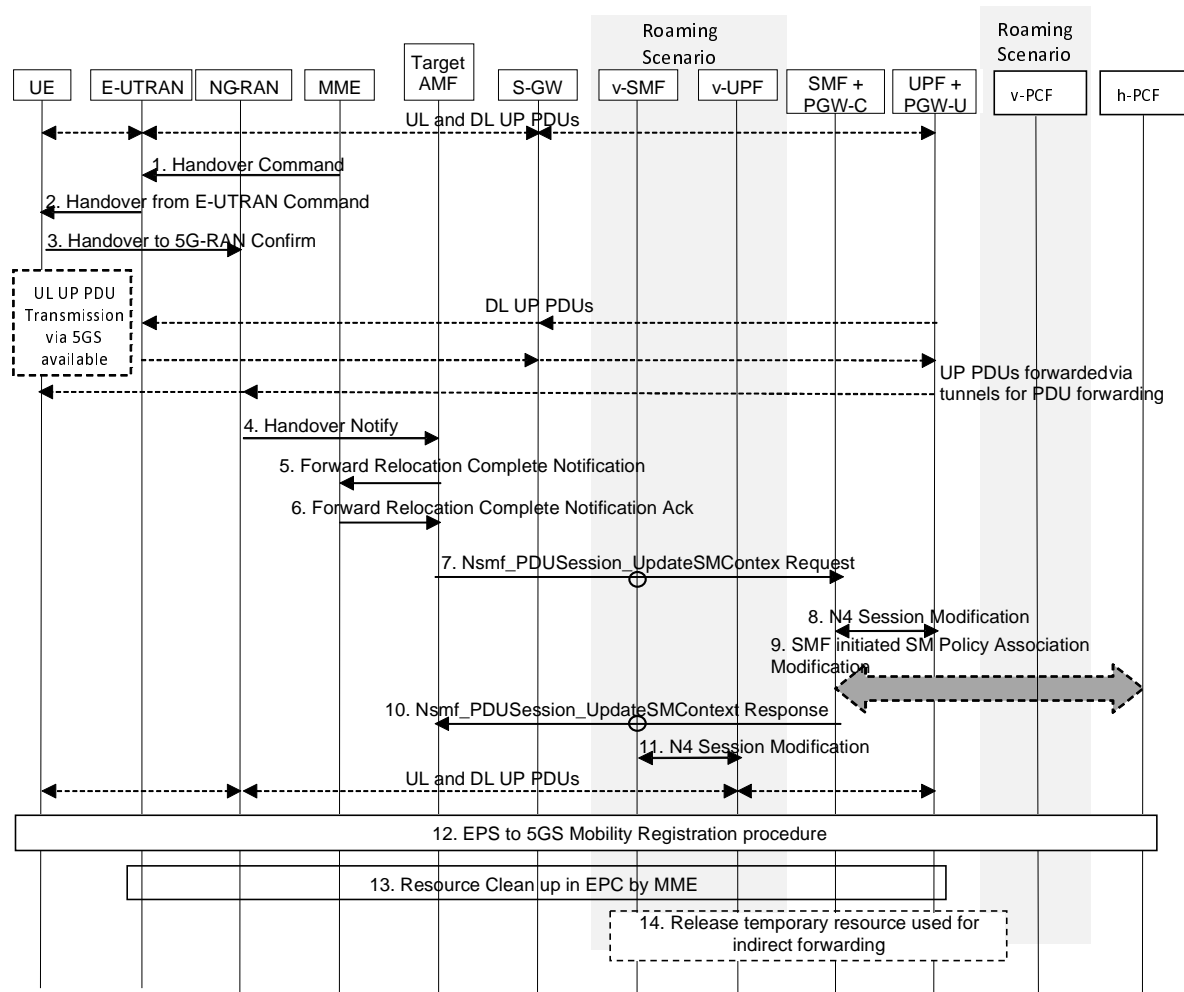 Roaming
Scenario
Roaming
Scenario
UE
E-UTRAN
NG-RAN
MME
Target
AMF
S-GW
v-SMF
v-UPF
SMF +
PGW-C
UPF +
PGW-U
v-PCF
h-PCF
UL and DL UP PDUs
1. Handover Command
2. Handover from E-UTRAN Command
3. Handover to 5G-RAN Confirm
UL UP PDU
Transmission
via 5GS
available
DL UP PDUs
UP PDUs forwardedvia
tunnels for PDU forwarding
4. Handover Notify
5. Forward Relocation Complete Notification
6. Forward Relocation Complete Notification Ack
7. Nsmf_PDUSession_UpdateSMContex Request
8. N4 Session Modification
9. SMF initiated SM Policy Association
Modification
10. Nsmf_PDUSession_UpdateSMContext Response
11. N4 Session Modification
UL and DL UP PDUs
12. EPS to 5GS Mobility Registration procedure
13. Resource Clean up in EPC by MME
14. Release temporary resource used for
indirect forwarding